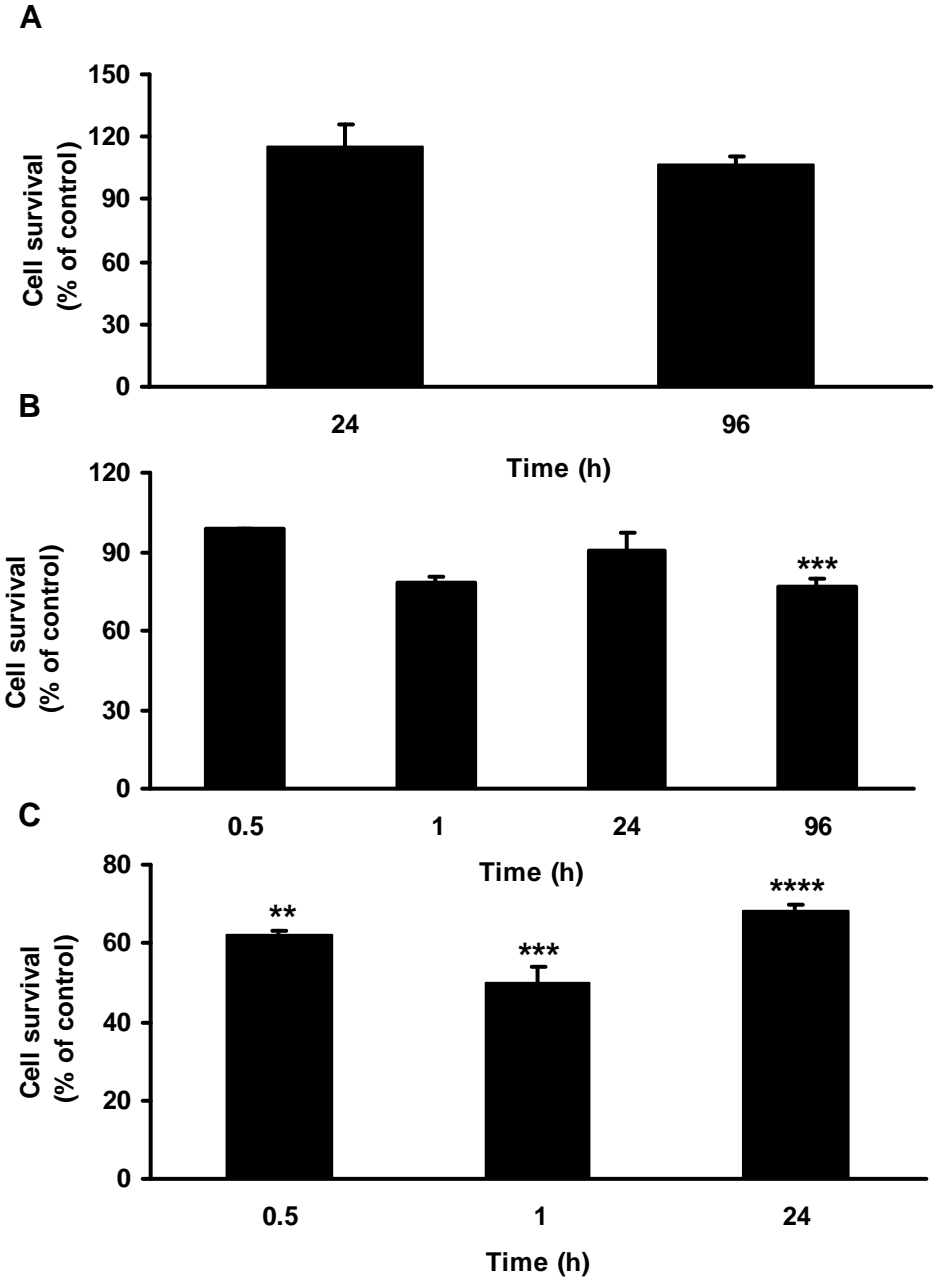 A
150
120
90
60
30
0
Cell survival
(% of control)
24 96
Time (h)
B
120
90
60
30
0
Cell survival
(% of control)
***
0.5 1 24 96
Time (h)
C
80
60
40
20
0
Cell survival
(% of control)
**
***
****
0.5 1 24
Time (h)